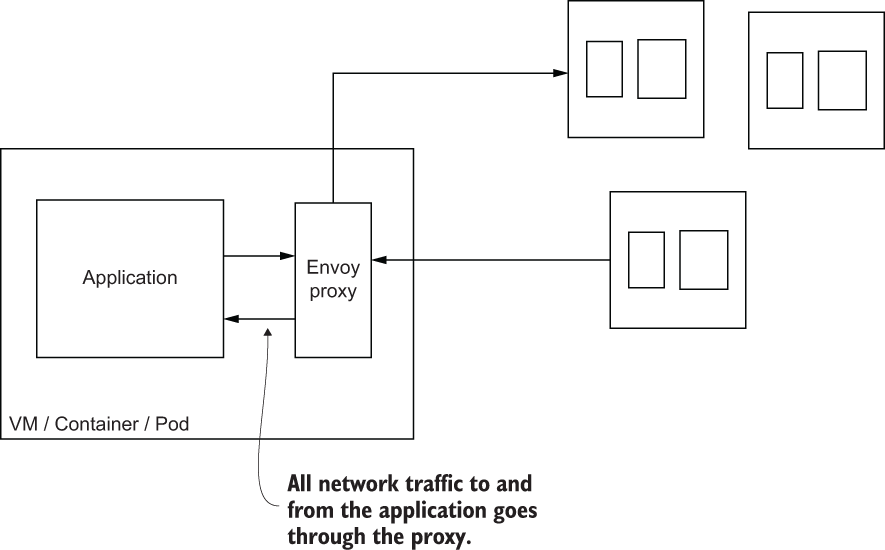 Application
Envoy
proxy
VM / Container / Pod
All network traffic to and
from the application goes
through the proxy.